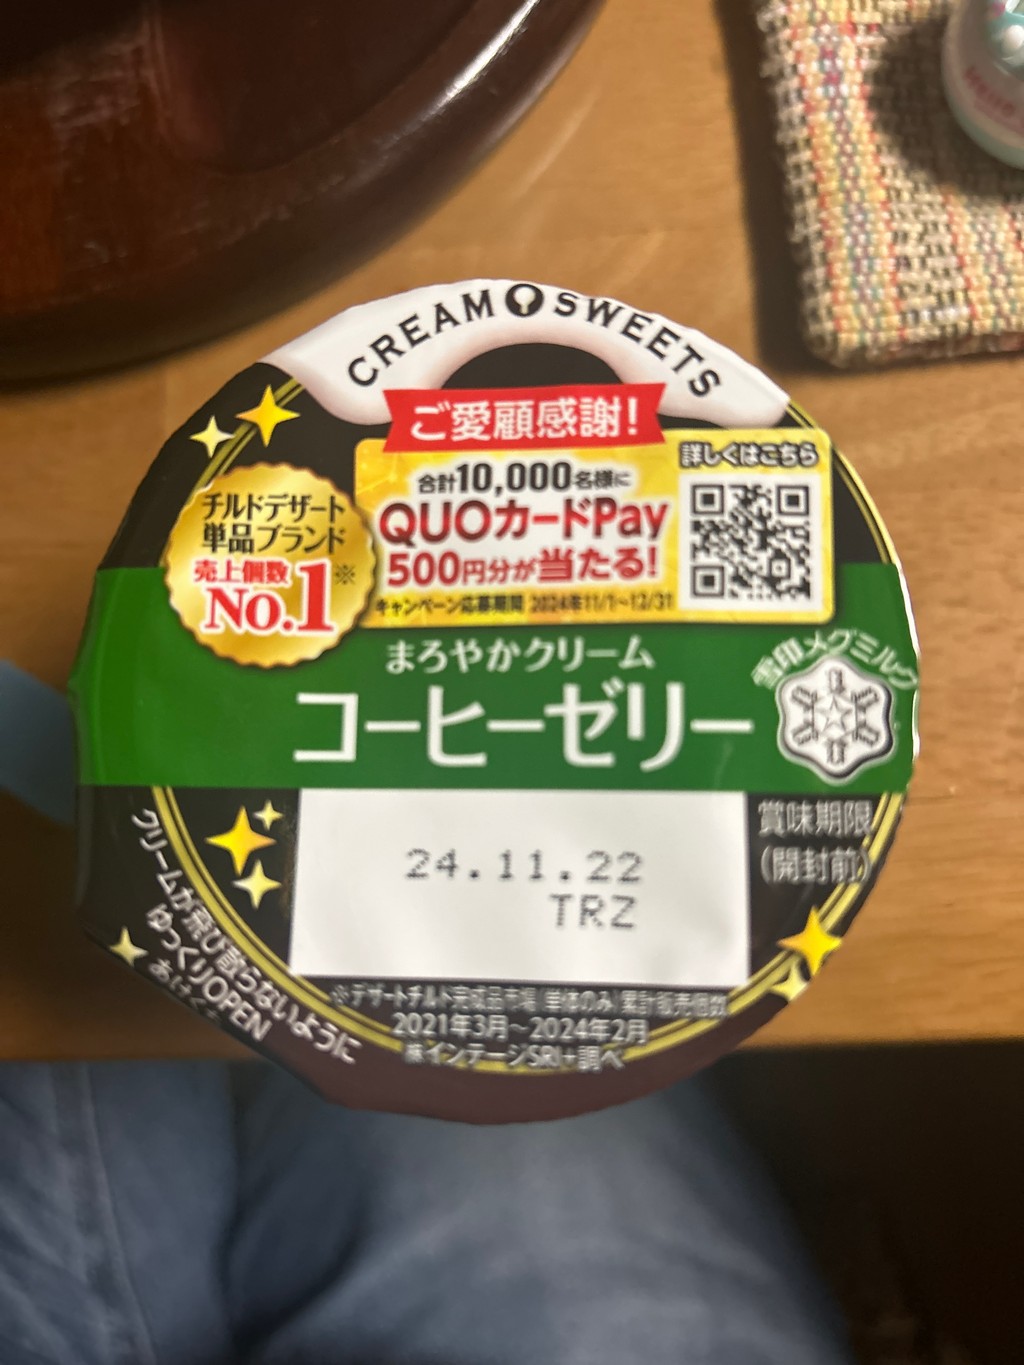 CREAM SWEETS
ご愛顧感謝!
合計10,000名様に
QUOカードPay
500円分が当たる!
キャンペーン応募期間 2024年11/1~12/31
詳しくはこちら
チルドデザート
単品ブランド
売上個数
No.1※
まろやかクリーム
コーヒーゼリー
雪印メグミルク
賞味期限
(開封前)
24.11.22
TRZ
クリームが飛び散らないように
ゆっくりOPEN
※デザートチルド完成品市場(単体のみ)累計販売個数
2021年3月~2024年2月
㈱インテージSRI+調べ